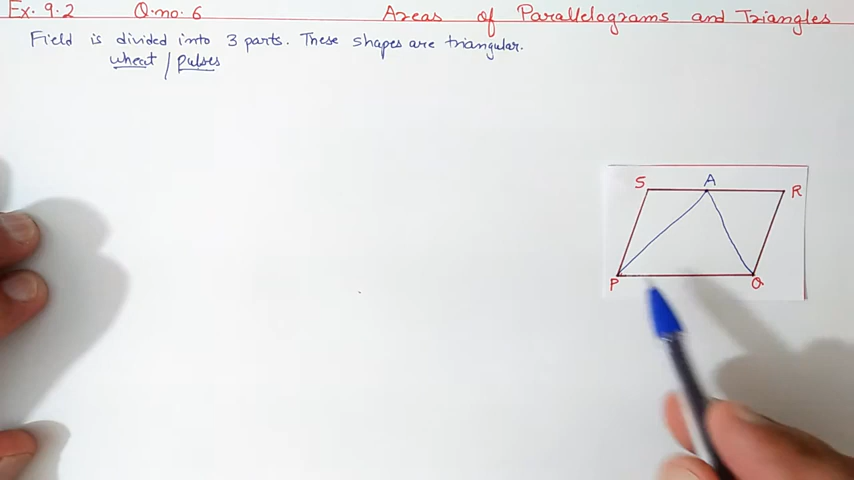 Ex. 9.2 Q.no. 6 Areas of Parallelograms and Triangles
Field is divided into 3 parts. These shapes are triangular.
wheat / pulses
S A R
P Q